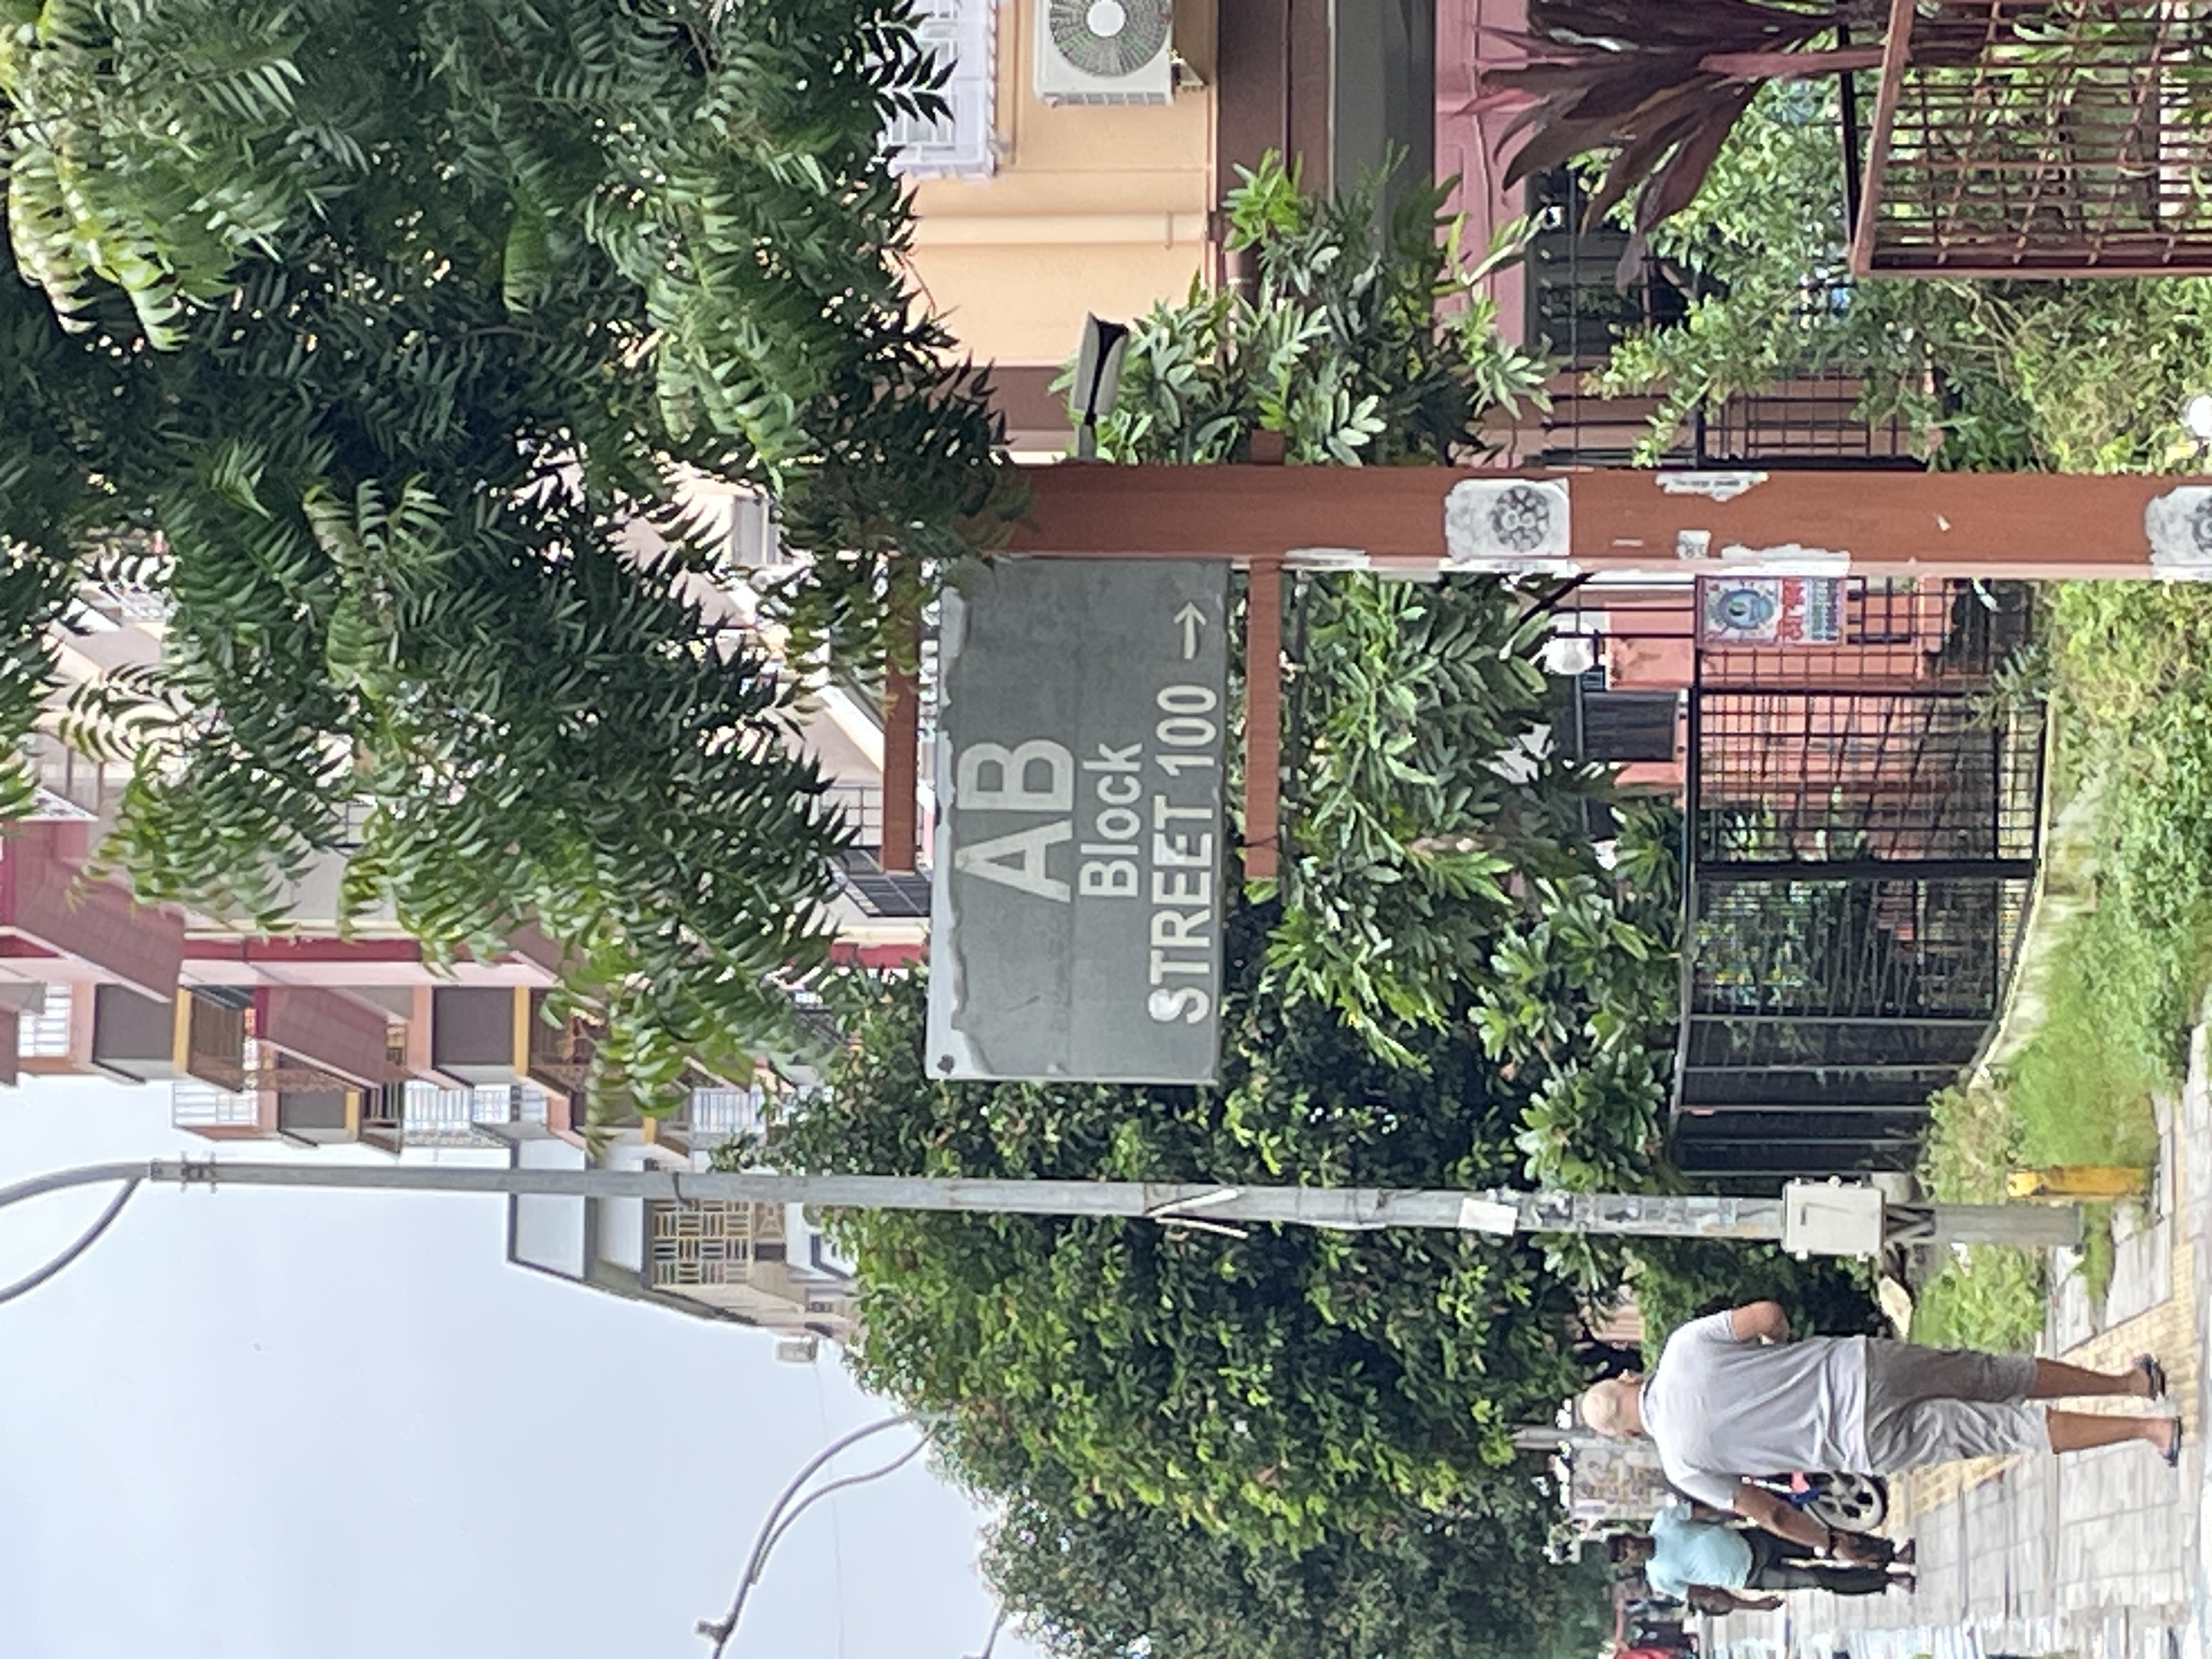 AB
Block
STREET 100 →